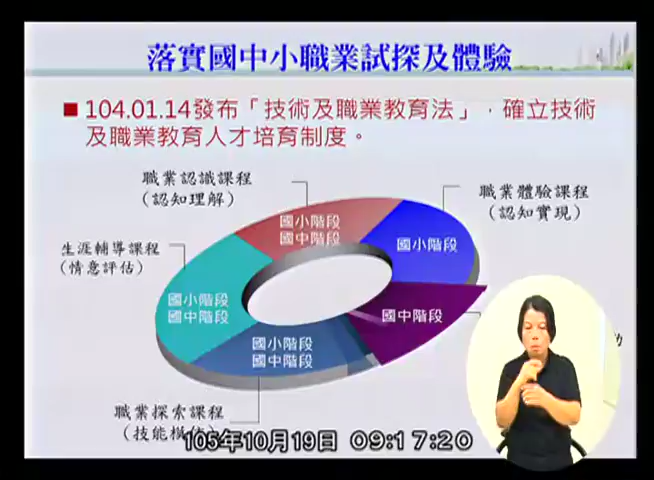 落實國中小職業試探及體驗
■ 104.01.14發布「技術及職業教育法」，確立技術
及職業教育人才培育制度。
職業認識課程
(認知理解)
國小階段
國中階段
職業體驗課程
(認知實現)
國小階段
生涯輔導課程
(情意評估)
國小階段
國中階段
國中階段
國小階段
國中階段
職業探索課程
(技能模
105年10月19日 09:17:20